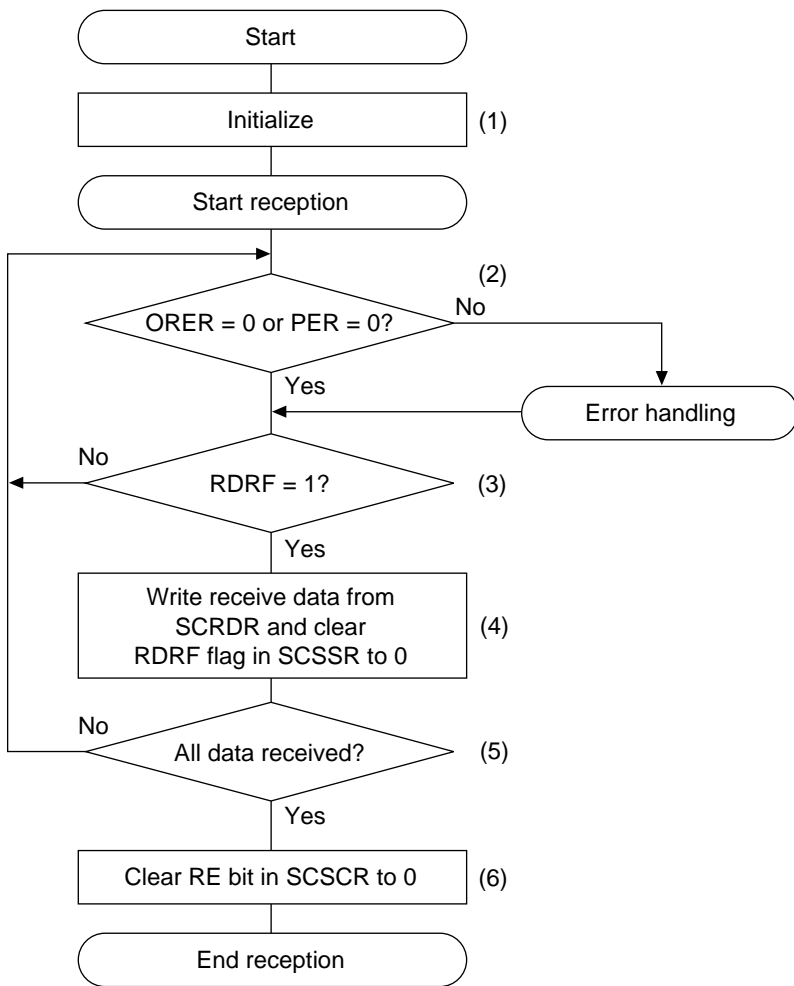 Start
Initialize
(1)
Start reception
(2)
ORER = 0 or PER = 0?
No
Yes
Error handling
No
RDRF = 1?
(3)
Yes
Write receive data from
SCRDR and clear
RDRF flag in SCSSR to 0
(4)
No
All data received?
(5)
Yes
Clear RE bit in SCSCR to 0
(6)
End reception